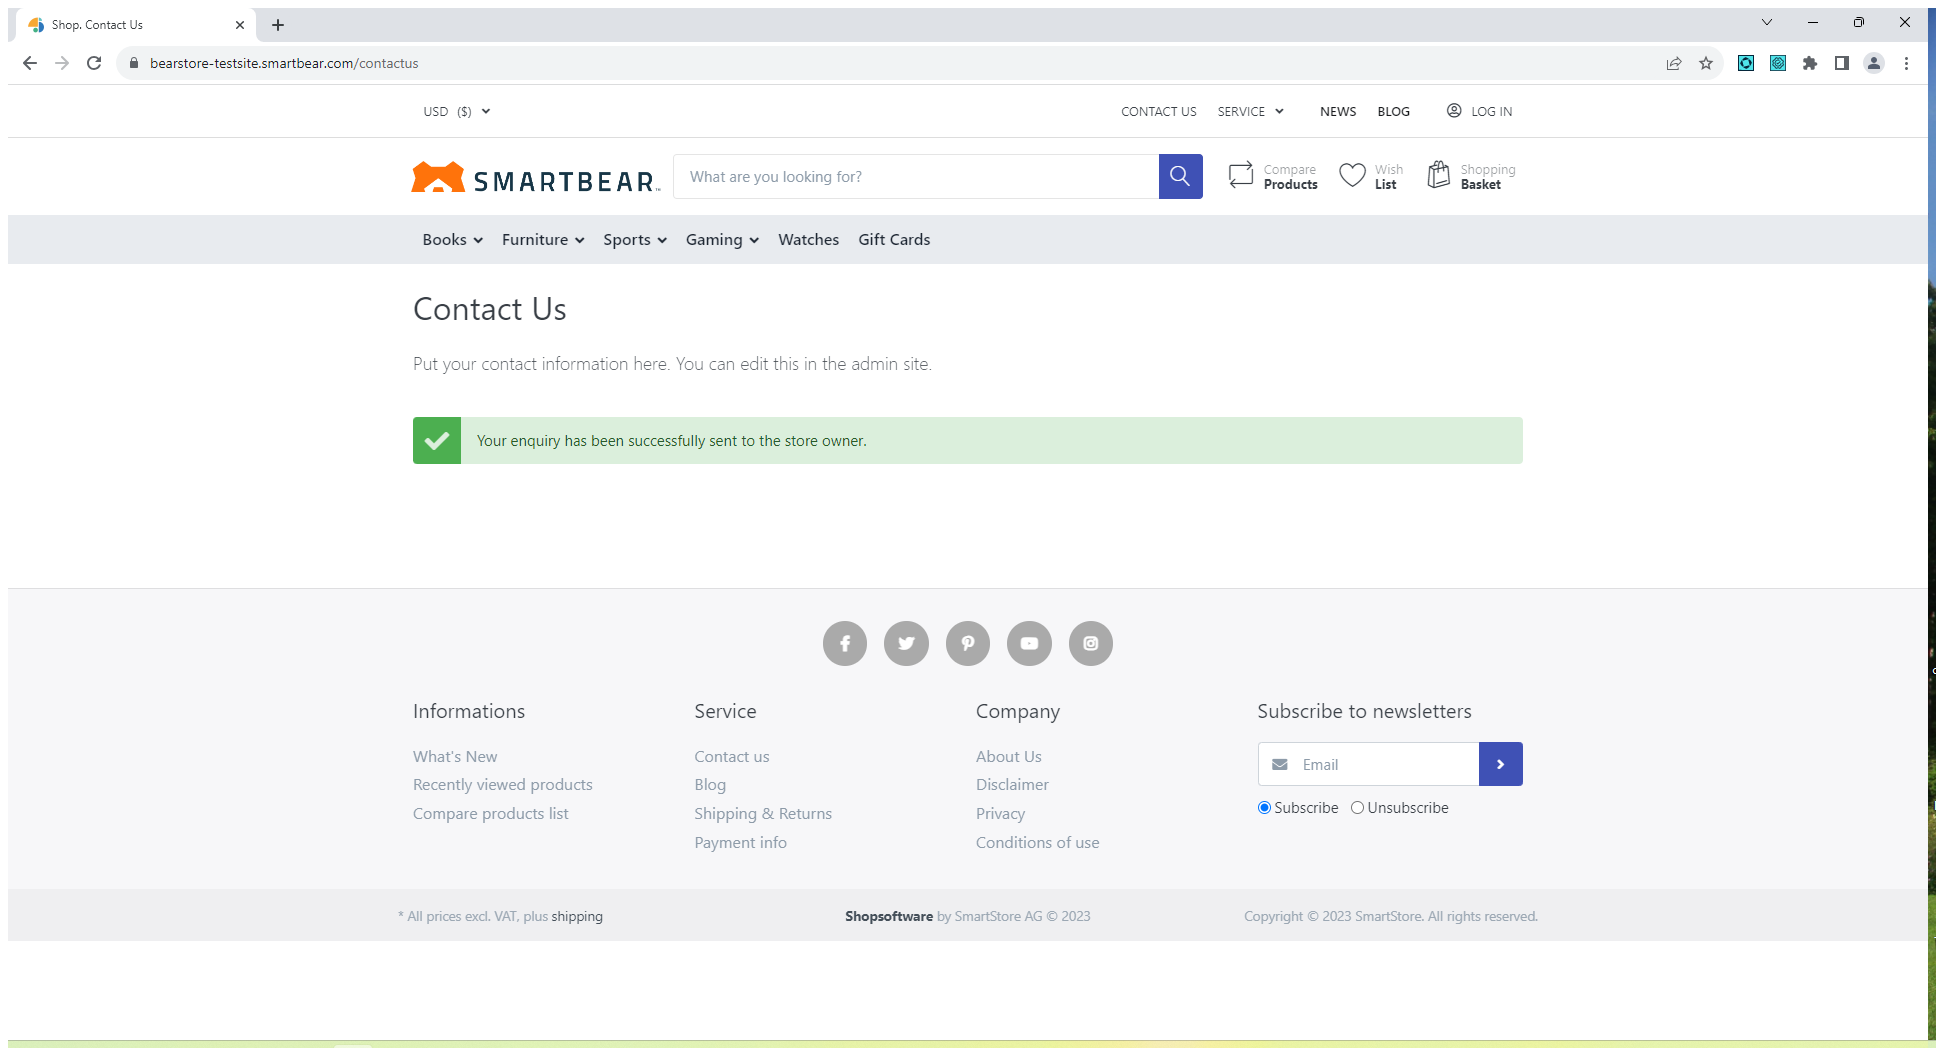 Shop. Contact Us
bearstore-testsite.smartbear.com/contactus
USD ($) CONTACT US SERVICE NEWS BLOG LOG IN
SMARTBEAR™ What are you looking for? Compare Products Wish List Shopping Basket
Books Furniture Sports Gaming Watches Gift Cards
Contact Us
Put your contact information here. You can edit this in the admin site.
Your enquiry has been successfully sent to the store owner.
Informations
What's New
Recently viewed products
Compare products list
Service
Contact us
Blog
Shipping & Returns
Payment info
Company
About Us
Disclaimer
Privacy
Conditions of use
Subscribe to newsletters
Email
Subscribe Unsubscribe
* All prices excl. VAT, plus shipping Shopsoftware by SmartStore AG © 2023 Copyright © 2023 SmartStore. All rights reserved.